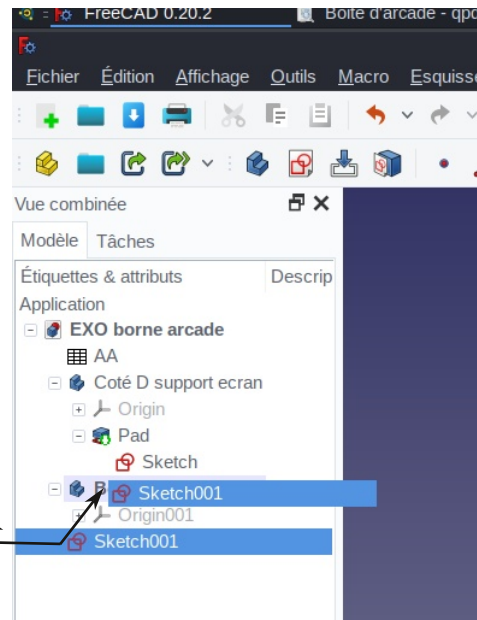 FreeCAD 0.20.2 Boite d'arcade - qpc
Fichier Édition Affichage Outils Macro Esquisse
Vue combinée
Modèle Tâches
Étiquettes & attributs Descrip
Application
EXO borne arcade
AA
Coté D support ecran
Origin
Pad
Sketch
B Sketch001
Origin001
Sketch001